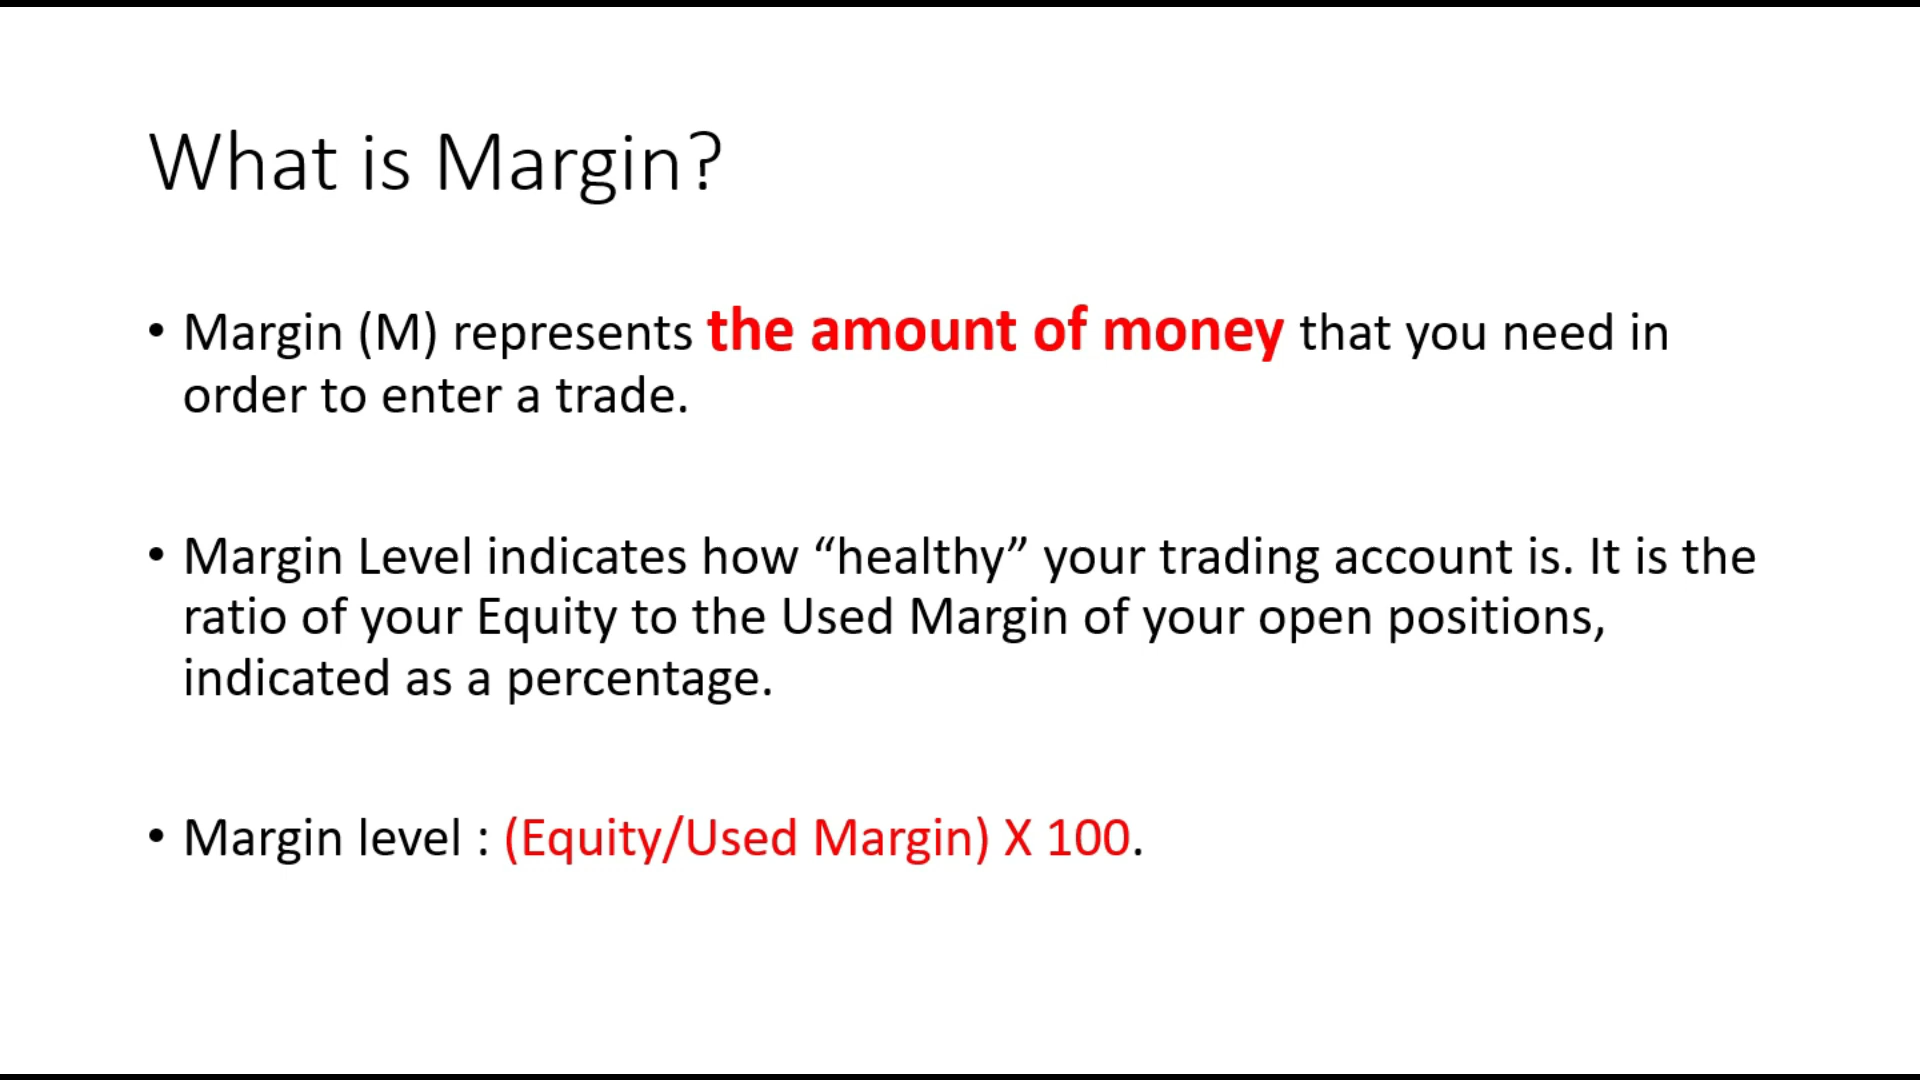 What is Margin?
• Margin (M) represents the amount of money that you need in
order to enter a trade.
• Margin Level indicates how “healthy” your trading account is. It is the
ratio of your Equity to the Used Margin of your open positions,
indicated as a percentage.
• Margin level : (Equity/Used Margin) X 100.